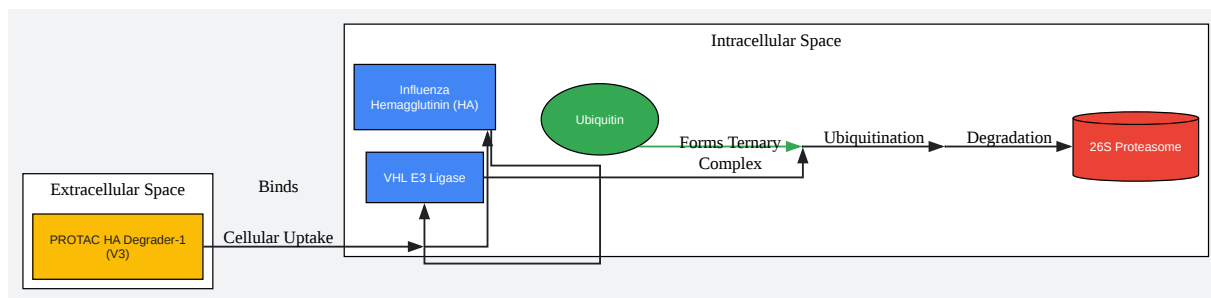 Intracellular Space
Influenza
Hemagglutinin (HA)
Ubiquitin
Forms Ternary
Complex
Ubiquitination
Degradation
26S Proteasome
VHL E3 Ligase
Binds
Extracellular Space
PROTAC HA Degrader-1
(V3)
Cellular Uptake